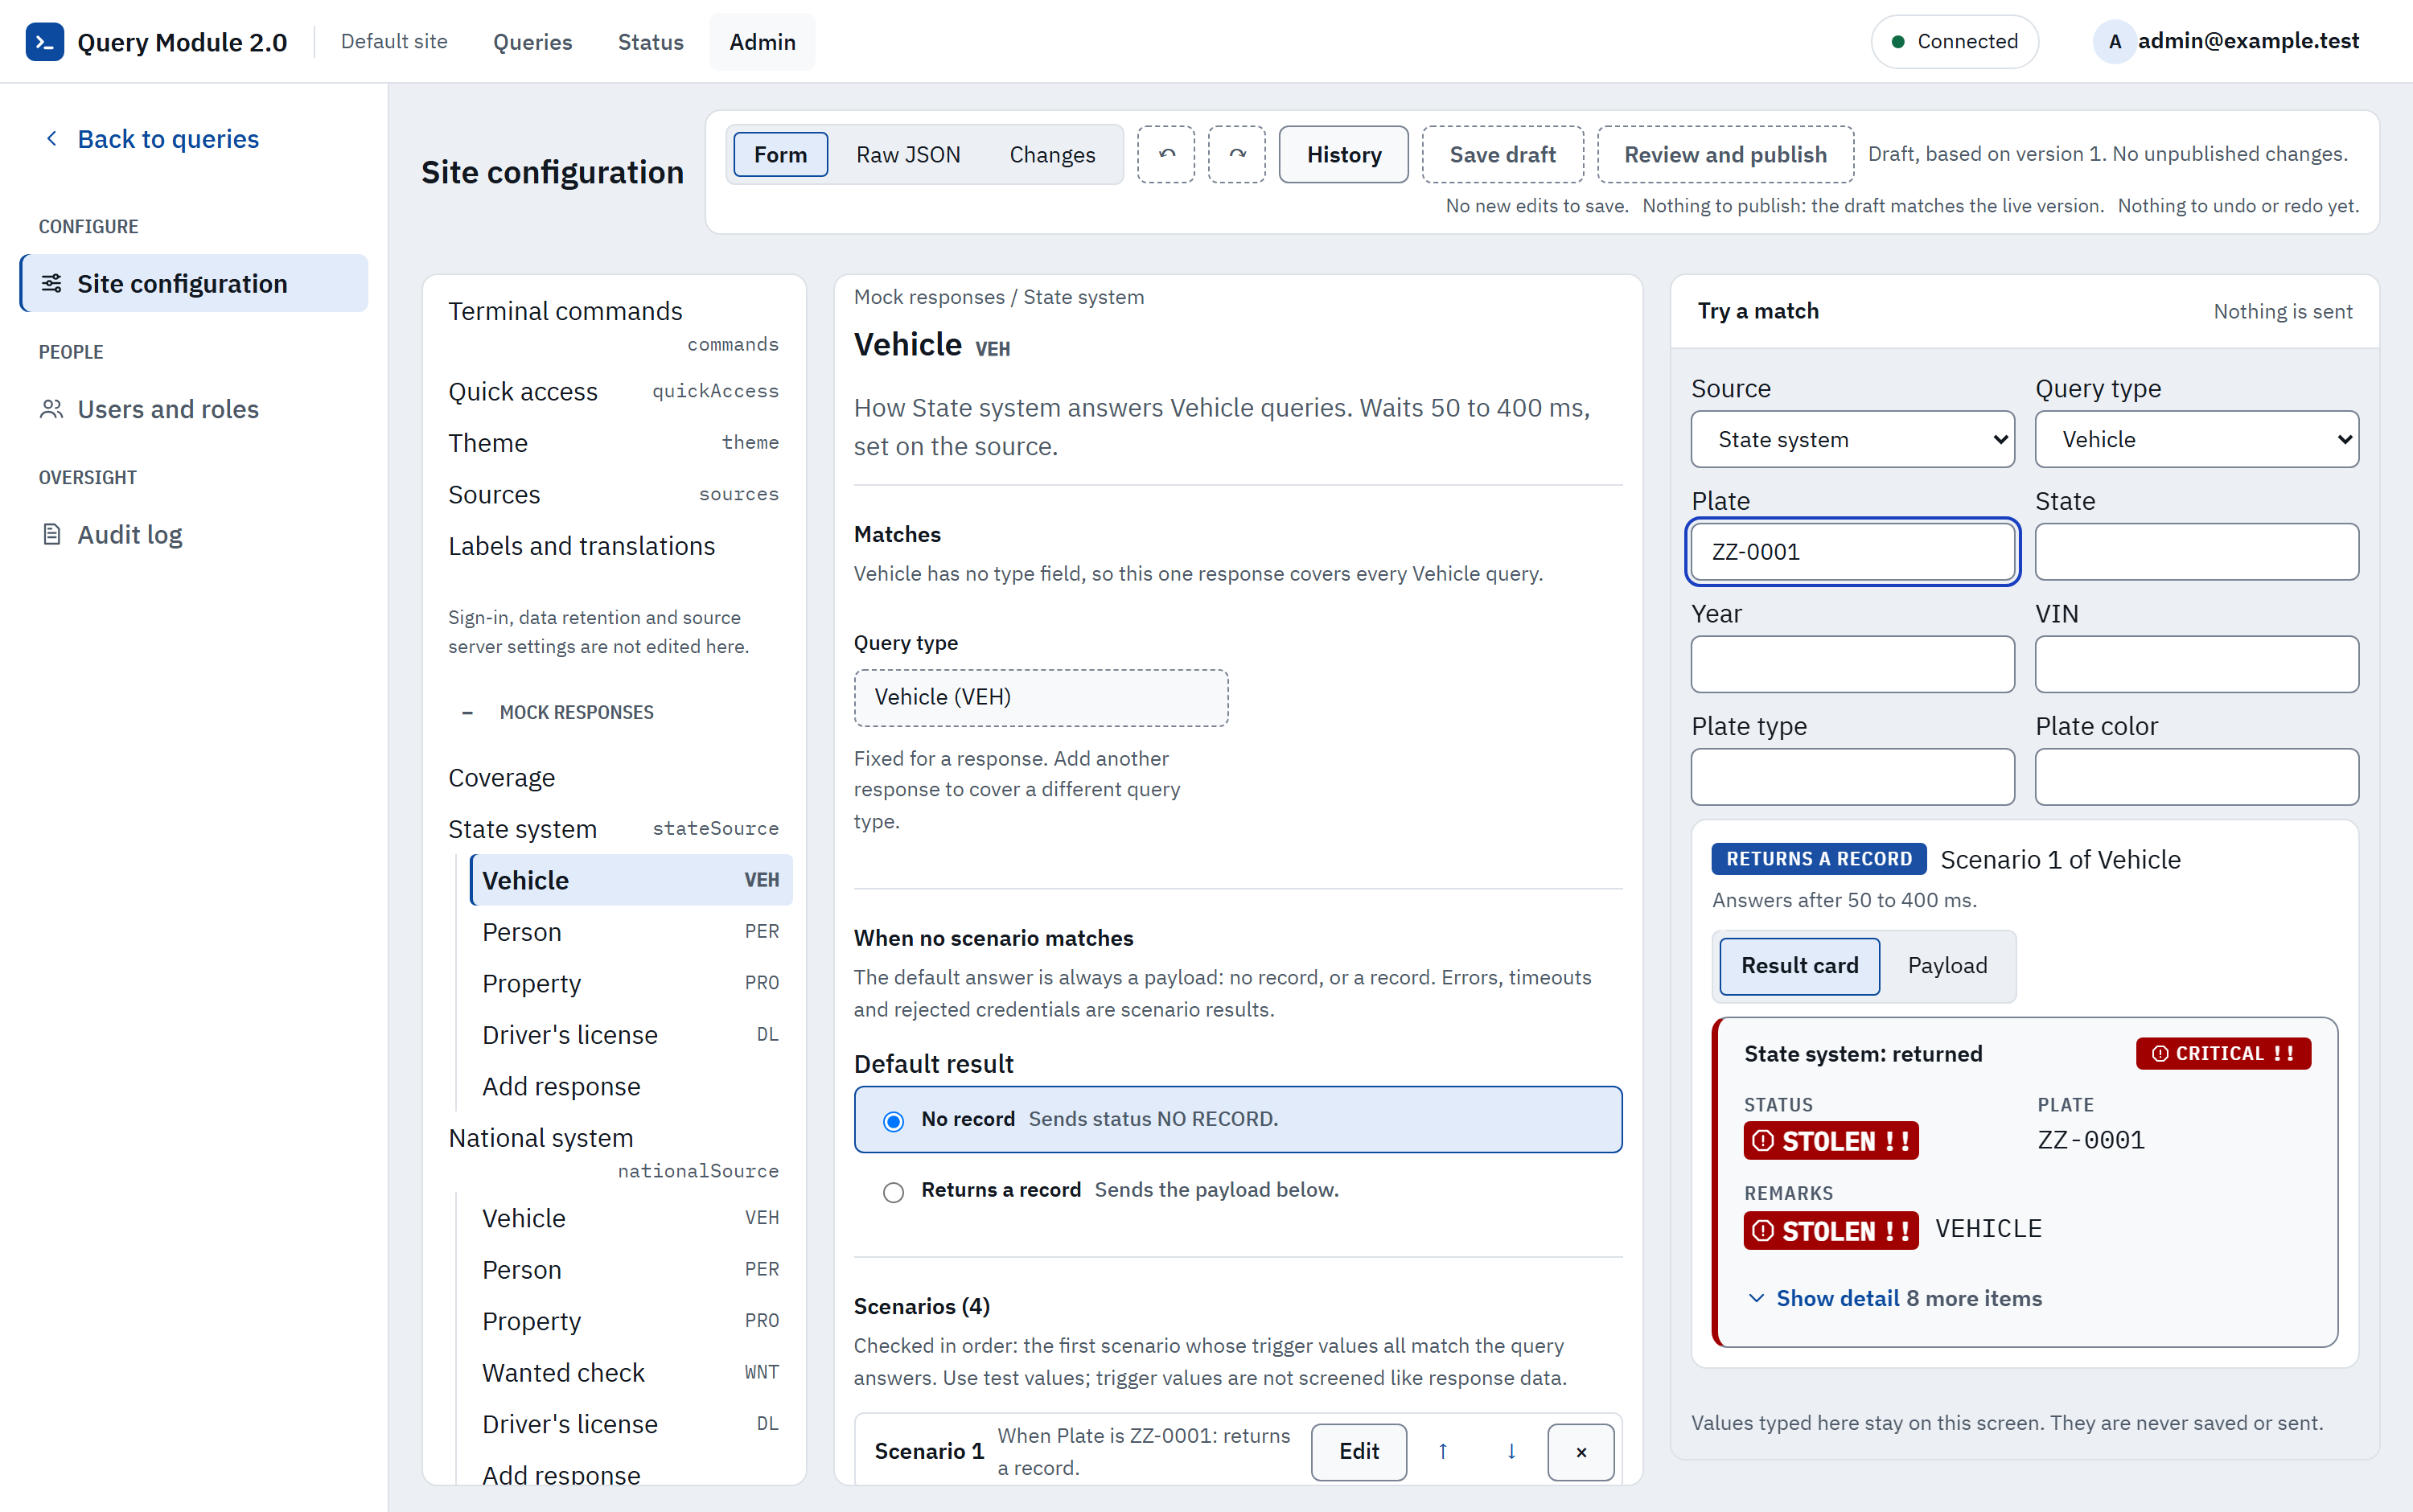 Query Module 2.0
Default site
Queries
Status
Admin
Connected
A
admin@example.test
Back to queries
CONFIGURE
Site configuration
PEOPLE
Users and roles
OVERSIGHT
Audit log
Site configuration
Form
Raw JSON
Changes
History
Save draft
Review and publish
Draft, based on version 1. No unpublished changes.
No new edits to save. Nothing to publish: the draft matches the live version. Nothing to undo or redo yet.
Terminal commands
commands
Quick access quickAccess
Theme theme
Sources sources
Labels and translations
Sign-in, data retention and source
server settings are not edited here.
– MOCK RESPONSES
Coverage
State system stateSource
Vehicle VEH
Person PER
Property PRO
Driver's license DL
Add response
National system
nationalSource
Vehicle VEH
Person PER
Property PRO
Wanted check WNT
Driver's license DL
Add response
Mock responses / State system
Vehicle VEH
How State system answers Vehicle queries. Waits 50 to 400 ms,
set on the source.
Matches
Vehicle has no type field, so this one response covers every Vehicle query.
Query type
Vehicle (VEH)
Fixed for a response. Add another
response to cover a different query
type.
When no scenario matches
The default answer is always a payload: no record, or a record. Errors, timeouts
and rejected credentials are scenario results.
Default result
No record Sends status NO RECORD.
Returns a record Sends the payload below.
Scenarios (4)
Checked in order: the first scenario whose trigger values all match the query
answers. Use test values; trigger values are not screened like response data.
Scenario 1
When Plate is ZZ-0001: returns
a record.
Edit ↑ ↓ ×
Try a match
Nothing is sent
Source
Query type
State system
Vehicle
Plate
State
ZZ-0001
Year
VIN
Plate type
Plate color
RETURNS A RECORD Scenario 1 of Vehicle
Answers after 50 to 400 ms.
Result card
Payload
State system: returned
CRITICAL !!
STATUS
PLATE
STOLEN !!
ZZ-0001
REMARKS
STOLEN !! VEHICLE
Show detail 8 more items
Values typed here stay on this screen. They are never saved or sent.